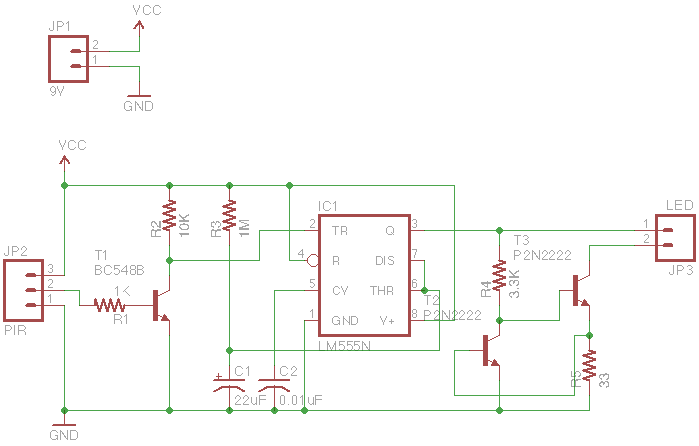 VCC
JP1
2
1
9V
GND
VCC
LED
IC1
R2
10K
R3
1M
2
TR
Q
3
1
T3
P2N2222
2
JP3
T1
BC548B
JP2
4
R
DIS
7
3
R4
3.3K
2
1K
5
CV
THR
6
T2
P2N2222
1
R1
1
GND
V+
8
PIR
LM555N
C1
22uF
C2
0.01uF
R5
33
GND